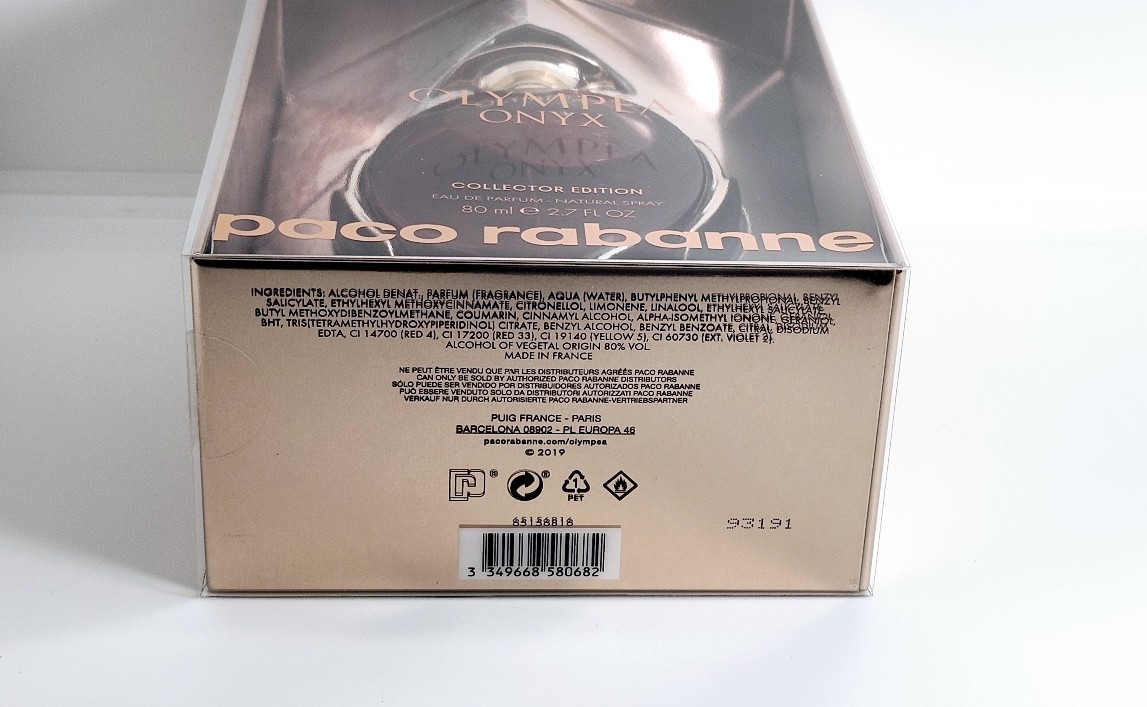 OLYMPEA
ONYX
COLLECTOR EDITION
EAU DE PARFUM - NATURAL SPRAY
80 ml ℮ 2.7 FL OZ
paco rabanne
INGREDIENTS: ALCOHOL DENAT., PARFUM (FRAGRANCE), AQUA (WATER), BUTYLPHENYL METHYLPROPIONAL, BENZYL
SALICYLATE, ETHYLHEXYL METHOXYCINNAMATE, CITRONELLOL, LIMONENE, LINALOOL, ETHYLHEXYL SALICYLATE,
BUTYL METHOXYDIBENZOYLMETHANE, COUMARIN, CINNAMYL ALCOHOL, ALPHA-ISOMETHYL IONONE, GERANIOL,
BHT, TRIS(TETRAMETHYLHYDROXYPIPERIDINOL) CITRATE, BENZYL ALCOHOL, BENZYL BENZOATE, CITRAL, DISODIUM
EDTA, CI 14700 (RED 4), CI 17200 (RED 33), CI 19140 (YELLOW 5), CI 60730 (EXT. VIOLET 2).
ALCOHOL OF VEGETAL ORIGIN 80% VOL.
MADE IN FRANCE
NE PEUT ÊTRE VENDU QUE PAR LES DISTRIBUTEURS AGRÉÉS PACO RABANNE
CAN ONLY BE SOLD BY AUTHORIZED PACO RABANNE DISTRIBUTORS
SÓLO PUEDE SER VENDIDO POR DISTRIBUIDORES AUTORIZADOS PACO RABANNE
PUÒ ESSERE VENDUTO SOLO DA DISTRIBUTORI AUTORIZZATI PACO RABANNE
VERKAUF NUR DURCH AUTORISIERTE PACO RABANNE-VERTRIEBSPARTNER
PUIG FRANCE - PARIS
BARCELONA 08902 - PL EUROPA 46
pacorabanne.com/olympea
© 2019
® ® 1
PET
65156816
93191
3 349668 580682